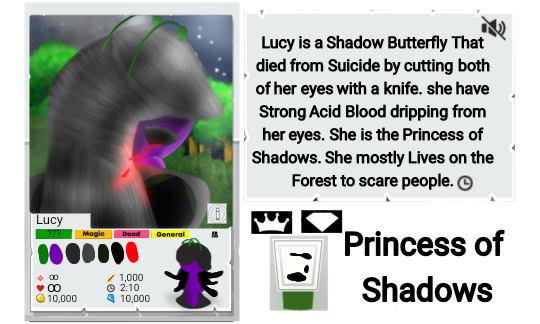 Lucy is a Shadow Butterfly That
died from Suicide by cutting both
of her eyes with a knife. she have
Strong Acid Blood dripping from
her eyes. She is the Princess of
Shadows. She mostly Lives on the
Forest to scare people.
Lucy
??? Magic Dead General
∞ 1,000
∞ 2:10
10,000 10,000
Princess of
Shadows